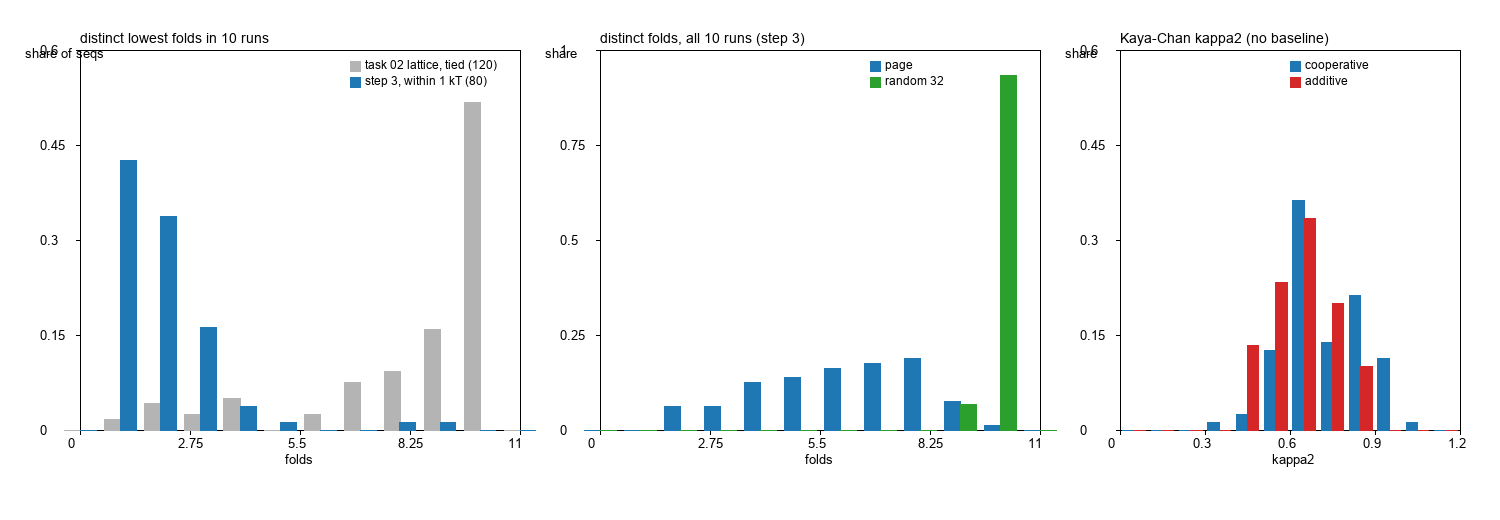 distinct lowest folds in 10 runs
share of seqs
task 02 lattice, tied (120)
step 3, within 1 kT (80)
0.6
0.45
0.3
0.15
0
0 2.75 5.5 8.25 11
folds
distinct folds, all 10 runs (step 3)
share
page
random 32
1
0.75
0.5
0.25
0
0 2.75 5.5 8.25 11
folds
Kaya-Chan kappa2 (no baseline)
share
cooperative
additive
0.6
0.45
0.3
0.15
0
0 0.3 0.6 0.9 1.2
kappa2